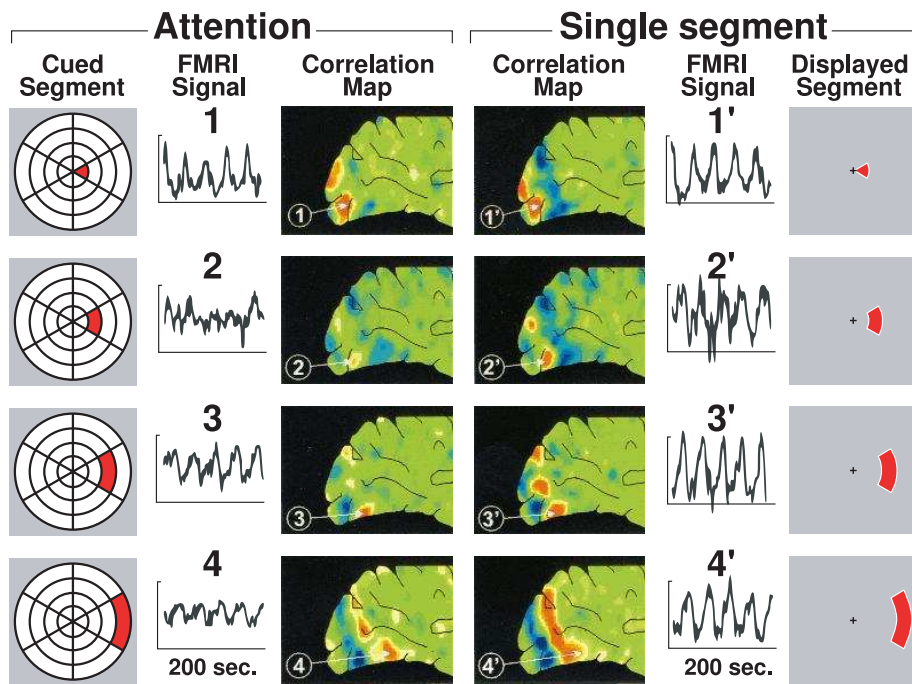 Attention
Single segment
Cued Segment
FMRI Signal
Correlation Map
Correlation Map
FMRI Signal
Displayed Segment
1
1
1'
1'
2
2
2'
2'
3
3
3'
3'
4
4
4'
4'
200 sec.
200 sec.